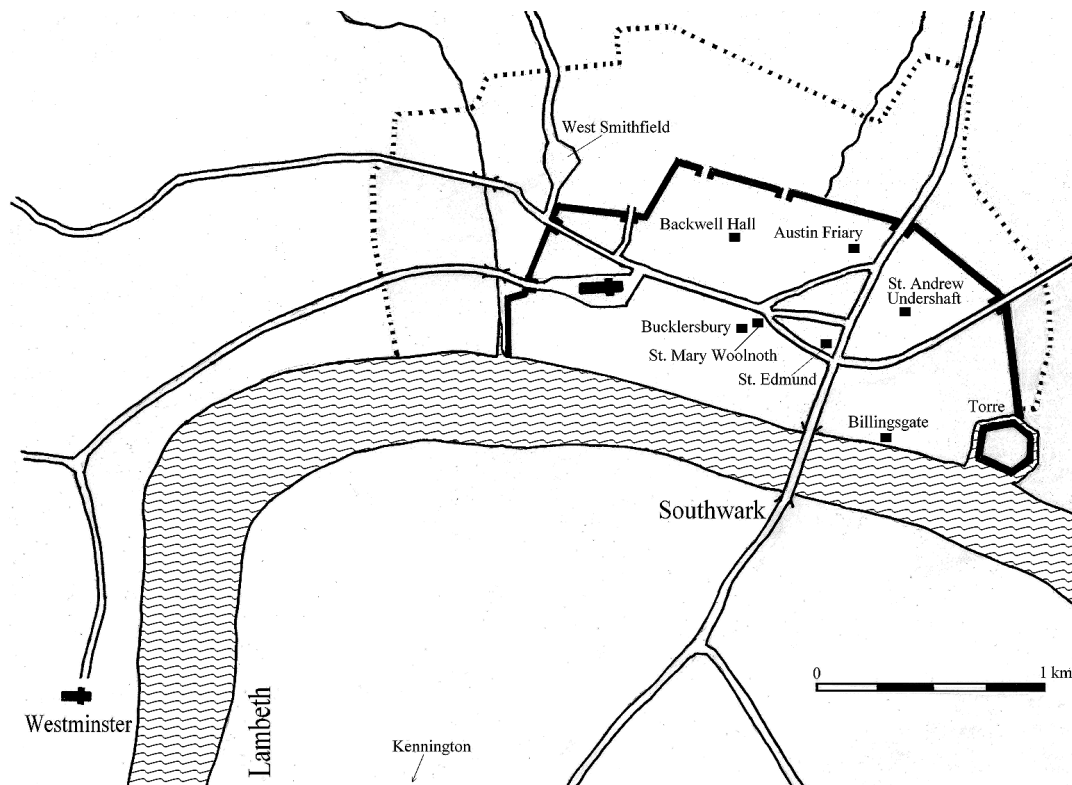 West Smithfield
Backwell Hall
Austin Friary
St. Andrew
Undershaft
Bucklersbury
St. Mary Woolnoth
St. Edmund
Billingsgate
Torre
Southwark
0
1 km
Westminster
Lambeth
Kennington